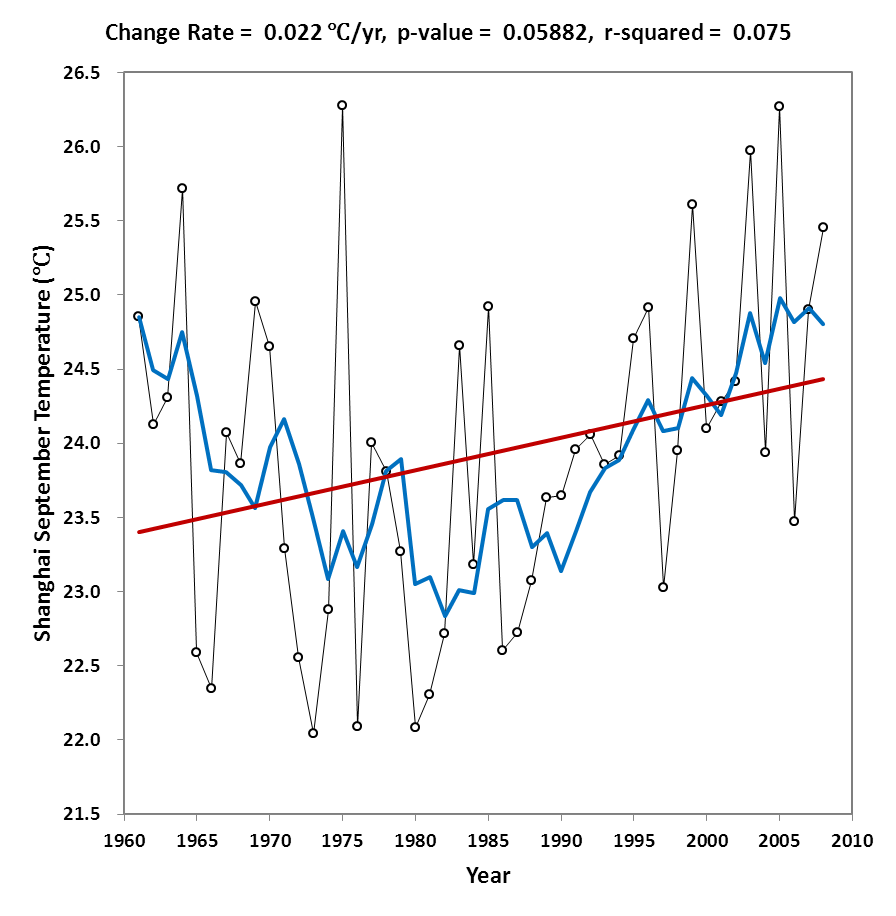 Change Rate = 0.022 ℃/yr, p-value = 0.05882, r-squared = 0.075
26.5
26.0
25.5
25.0
24.5
24.0
23.5
23.0
22.5
22.0
21.5
Shanghai September Temperature (℃)
1960 1965 1970 1975 1980 1985 1990 1995 2000 2005 2010
Year